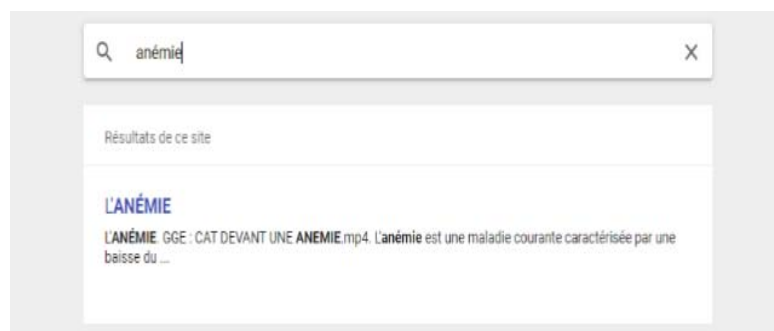 anémie
Résultats de ce site
L'ANÉMIE
L'ANÉMIE. GGE : CAT DEVANT UNE ANEMIE.mp4. L'anémie est une maladie courante caractérisée par une
baisse du ...